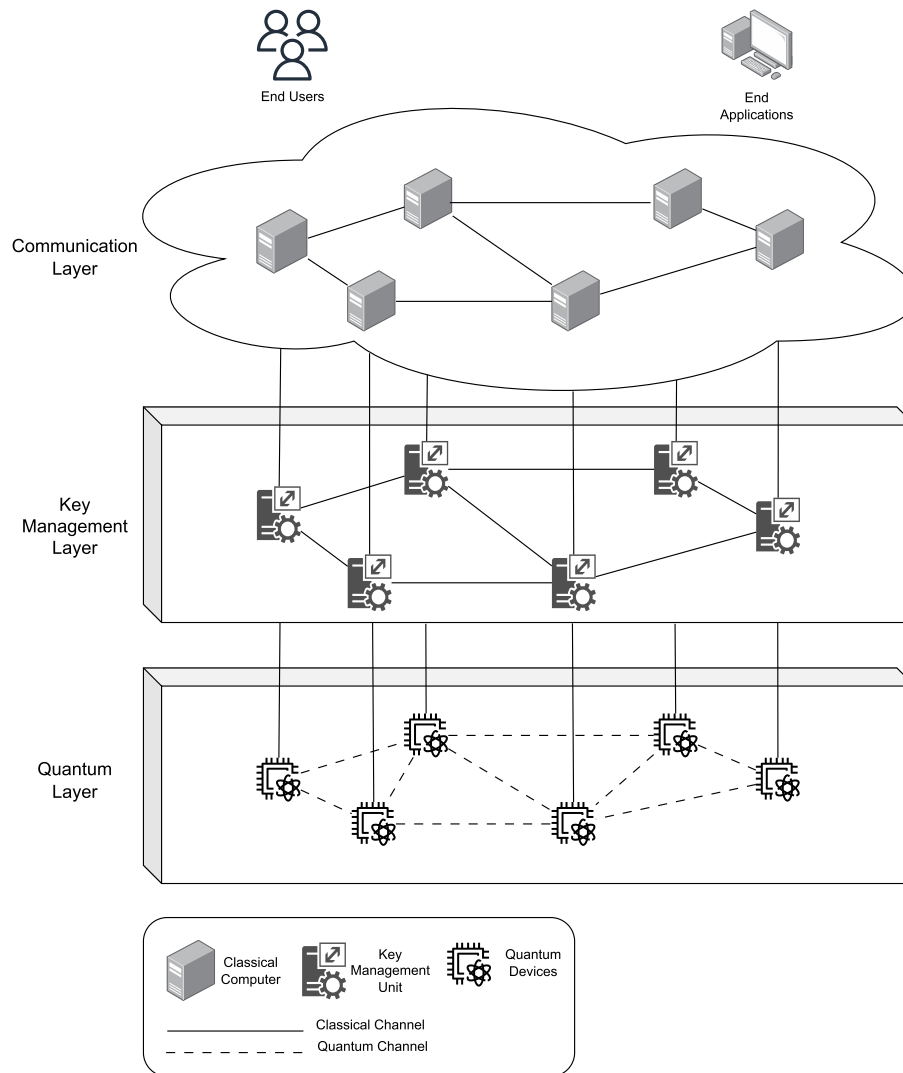 End Users
End
Applications
Communication
Layer
Key
Management
Layer
Quantum
Layer
Classical
Computer
Key
Management
Unit
Quantum
Devices
Classical Channel
Quantum Channel